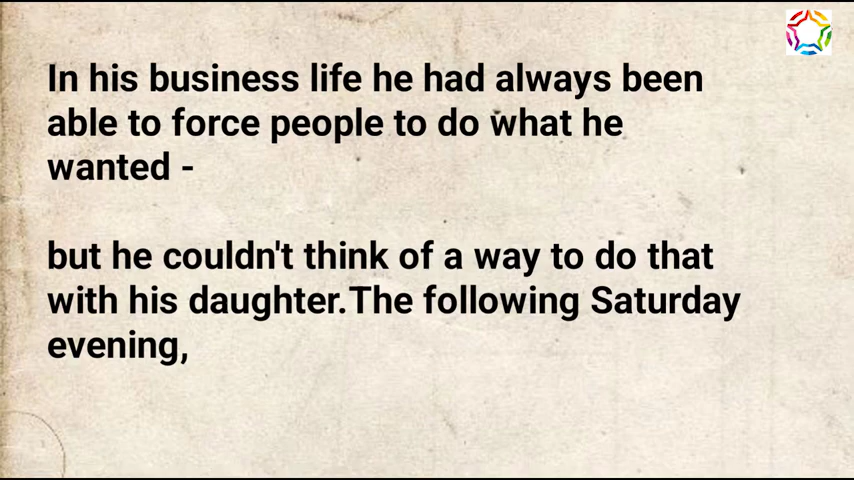 In his business life he had always been
able to force people to do what he
wanted -
but he couldn't think of a way to do that
with his daughter.The following Saturday
evening,